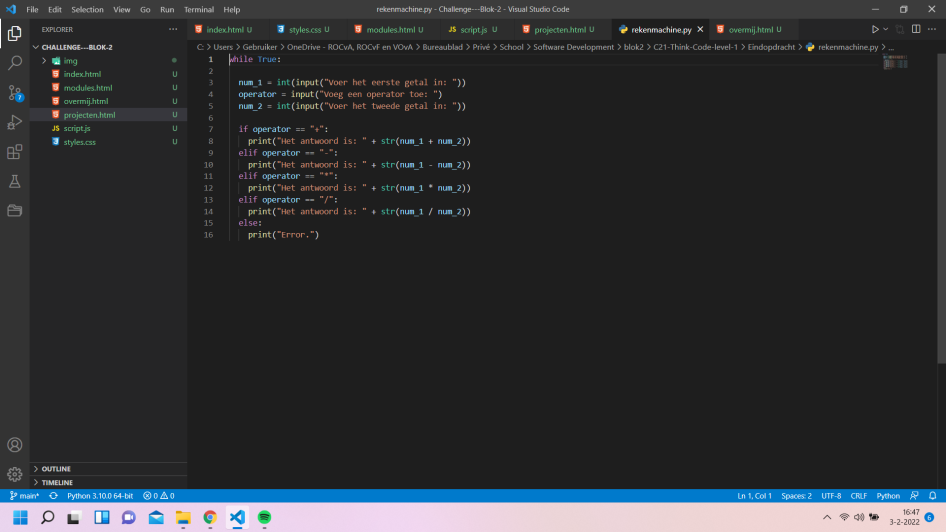 File Edit Selection View Go Run Terminal Help
rekenmachine.py - Challenge---Blok-2 - Visual Studio Code
EXPLORER
CHALLENGE---BLOK-2
img
index.html U
modules.html U
overmij.html U
projecten.html U
JS script.js U
styles.css U
OUTLINE
TIMELINE
7
index.html U styles.css U modules.html U JS script.js U projecten.html U rekenmachine.py overmij.html U
C: > Users > Gebruiker > OneDrive - ROCvA, ROCvF en VOvA > Bureaublad > Privé > School > Software Development > blok2 > C21-Think-Code-level-1 > Eindopdracht > rekenmachine.py > ...
1 while True:
2
3 num_1 = int(input("Voer het eerste getal in: "))
4 operator = input("Voeg een operator toe: ")
5 num_2 = int(input("Voer het tweede getal in: "))
6
7 if operator == "+":
8 print("Het antwoord is: " + str(num_1 + num_2))
9 elif operator == "-":
10 print("Het antwoord is: " + str(num_1 - num_2))
11 elif operator == "*":
12 print("Het antwoord is: " + str(num_1 * num_2))
13 elif operator == "/":
14 print("Het antwoord is: " + str(num_1 / num_2))
15 else:
16 print("Error.")
main* Python 3.10.0 64-bit 0 0 Ln 1, Col 1 Spaces: 2 UTF-8 CRLF Python
16:47
3-2-2022 6